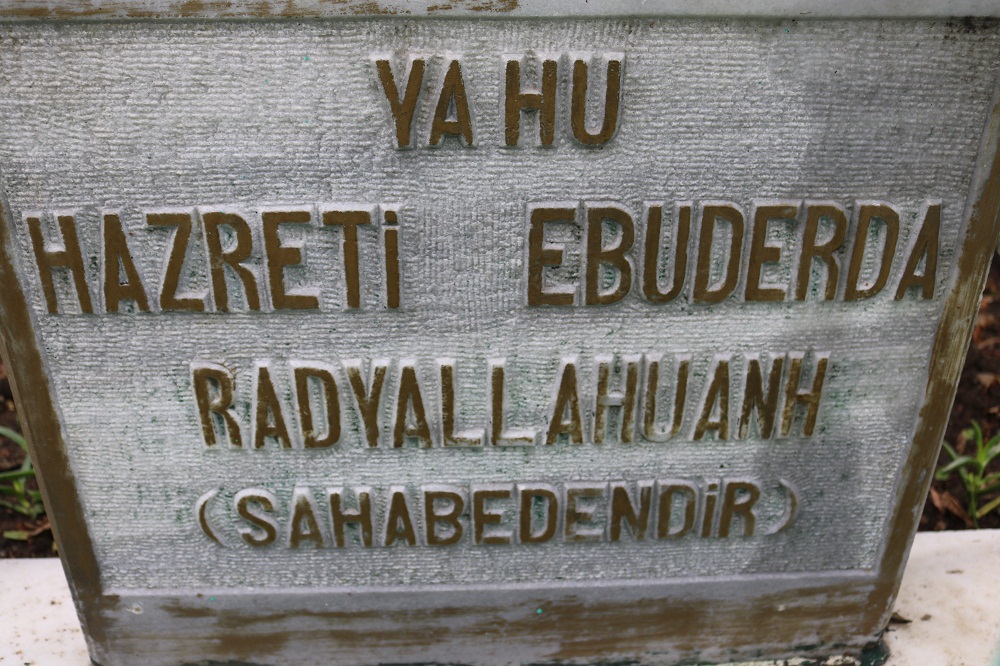 YA HU
HAZRETİ EBUDERDA
RADYALLAHUANH
(SAHABEDENDİR)